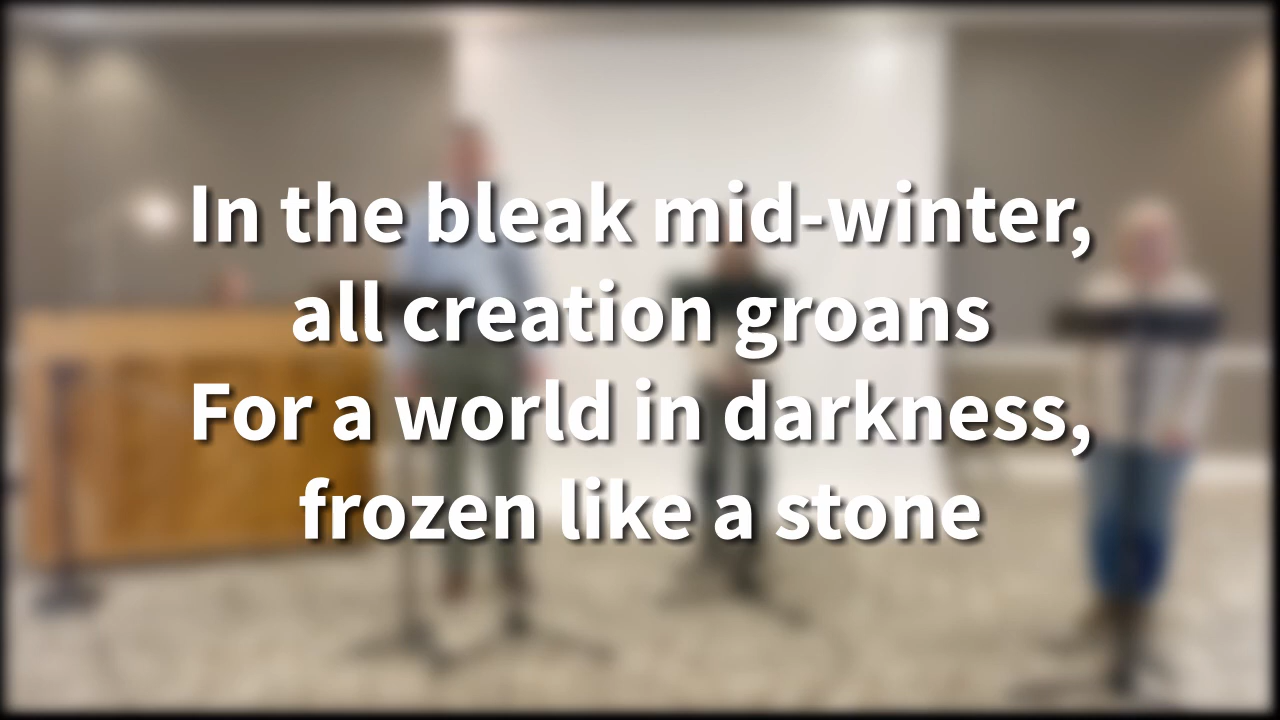 In the bleak mid-winter,
all creation groans
For a world in darkness,
frozen like a stone